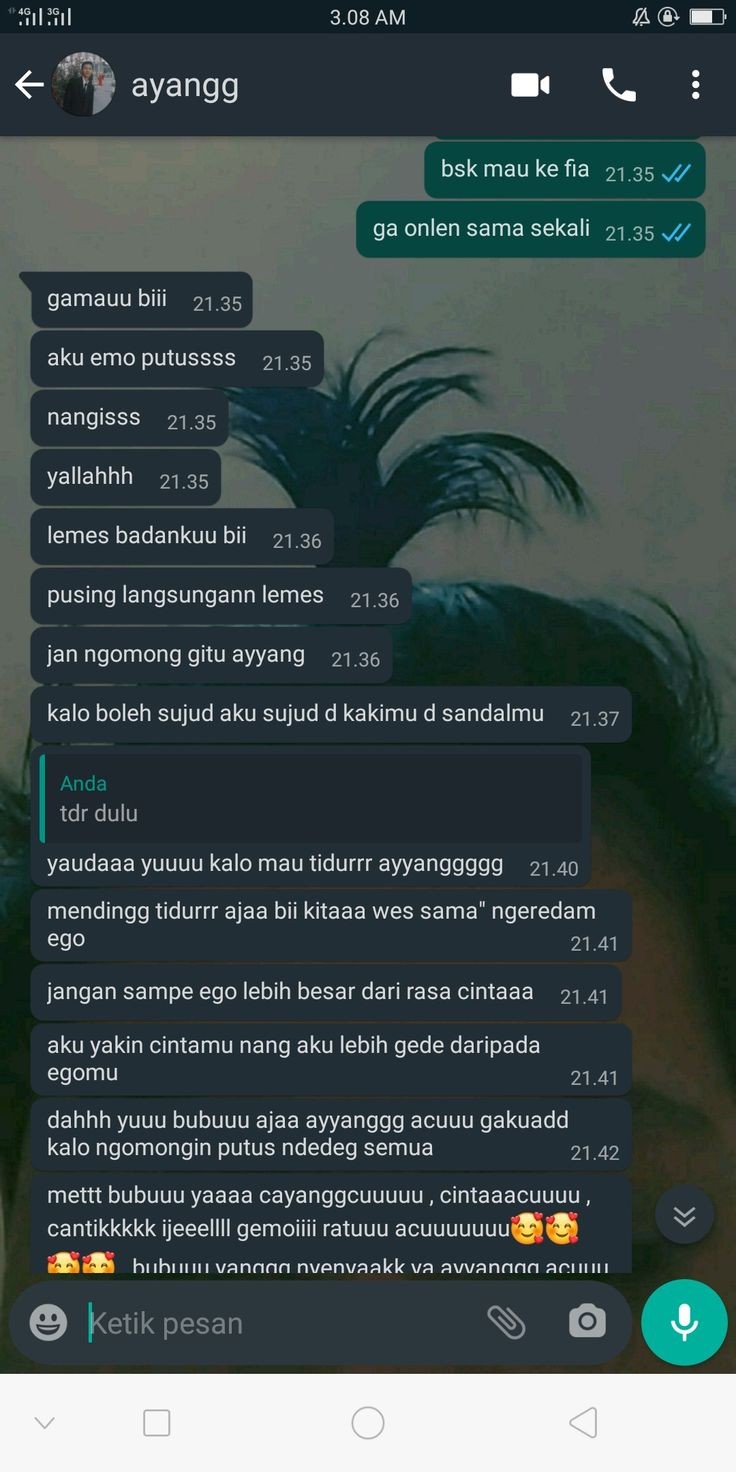 4G 3G 3.08 AM
ayangg
bsk mau ke fia 21.35
ga onlen sama sekali 21.35
gamauu biii 21.35
aku emo putussss 21.35
nangisss 21.35
yallahhh 21.35
lemes badankuu bii 21.36
pusing langsungann lemes 21.36
jan ngomong gitu ayyang 21.36
kalo boleh sujud aku sujud d kakimu d sandalmu 21.37
Anda
tdr dulu
yaudaaa yuuuu kalo mau tidurrr ayyanggggg 21.40
mendingg tidurrr ajaa bii kitaaa wes sama" ngeredam
ego 21.41
jangan sampe ego lebih besar dari rasa cintaaa 21.41
aku yakin cintamu nang aku lebih gede daripada
egomu 21.41
dahhh yuuu bubuuu ajaa ayyanggg acuuu gakuadd
kalo ngomongin putus ndedeg semua 21.42
mettt bubuuu yaaaa cayanggcuuuuu , cintaaacuuuu ,
cantikkkkk ijeeellll gemoiiii ratuuu acuuuuuuu🥰🥰
🥰🥰 bubuuu yanggg nyenyaakk ya ayyanggg acuuu
Ketik pesan